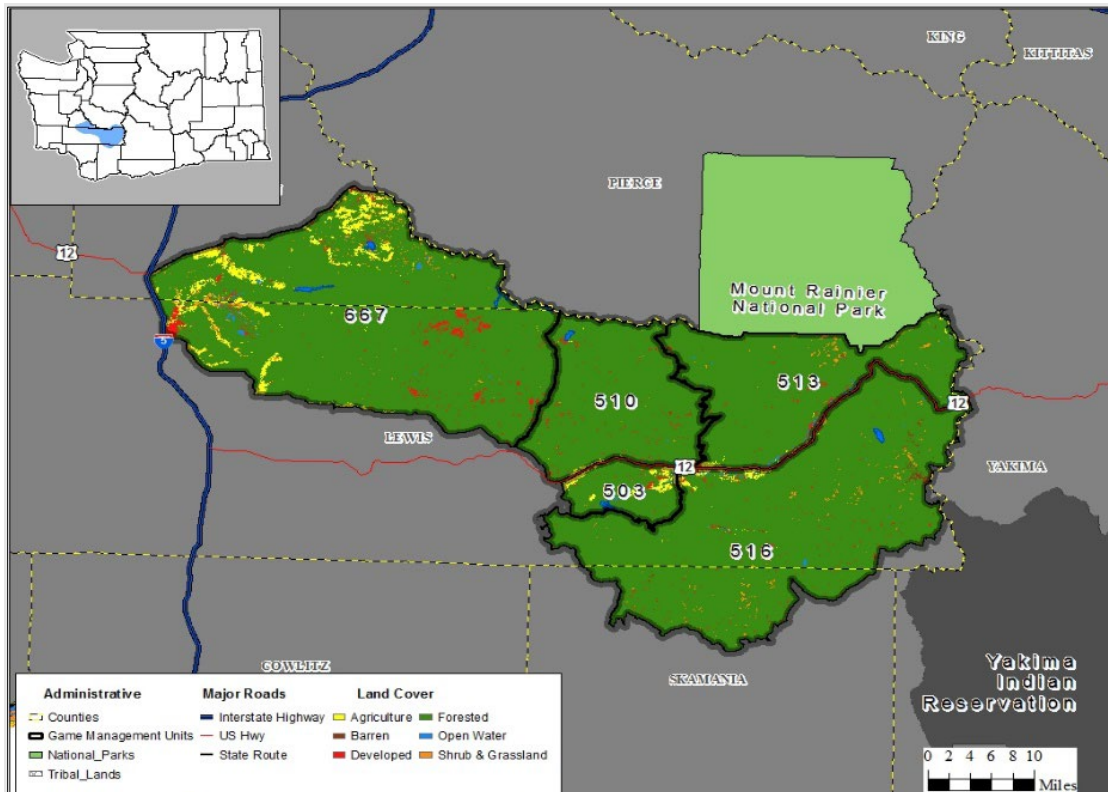 KING
KITTITAS
PIERCE
12
Mount Rainier
National Park
667
5
513
510
12
LEWIS
12
YAKIMA
503
516
COWLITZ
SKAMANIA
Yakima
Indian
Reservation
Administrative
Counties
Game Management Units
National_Parks
Tribal_Lands
Major Roads
Interstate Highway
US Hwy
State Route
Land Cover
Agriculture
Barren
Developed
Forested
Open Water
Shrub & Grassland
0 2 4 6 8 10
Miles